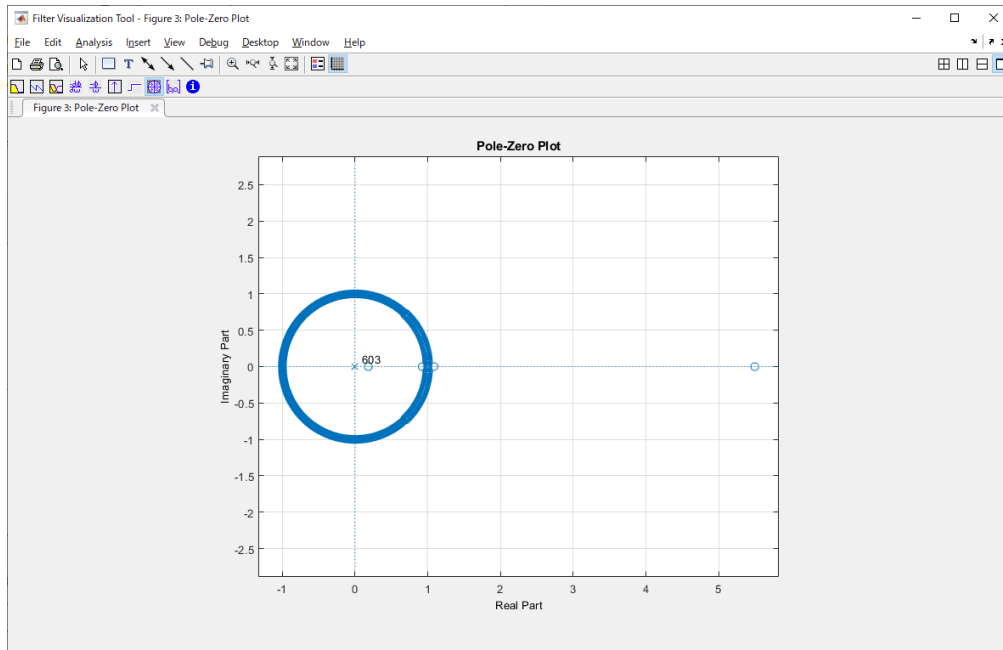 Filter Visualization Tool - Figure 3: Pole-Zero Plot
File Edit Analysis Insert View Debug Desktop Window Help
Figure 3: Pole-Zero Plot
Pole-Zero Plot
2.5
2
1.5
1
0.5
603
0
-0.5
-1
-1.5
-2
-2.5
Imaginary Part
-1 0 1 2 3 4 5
Real Part